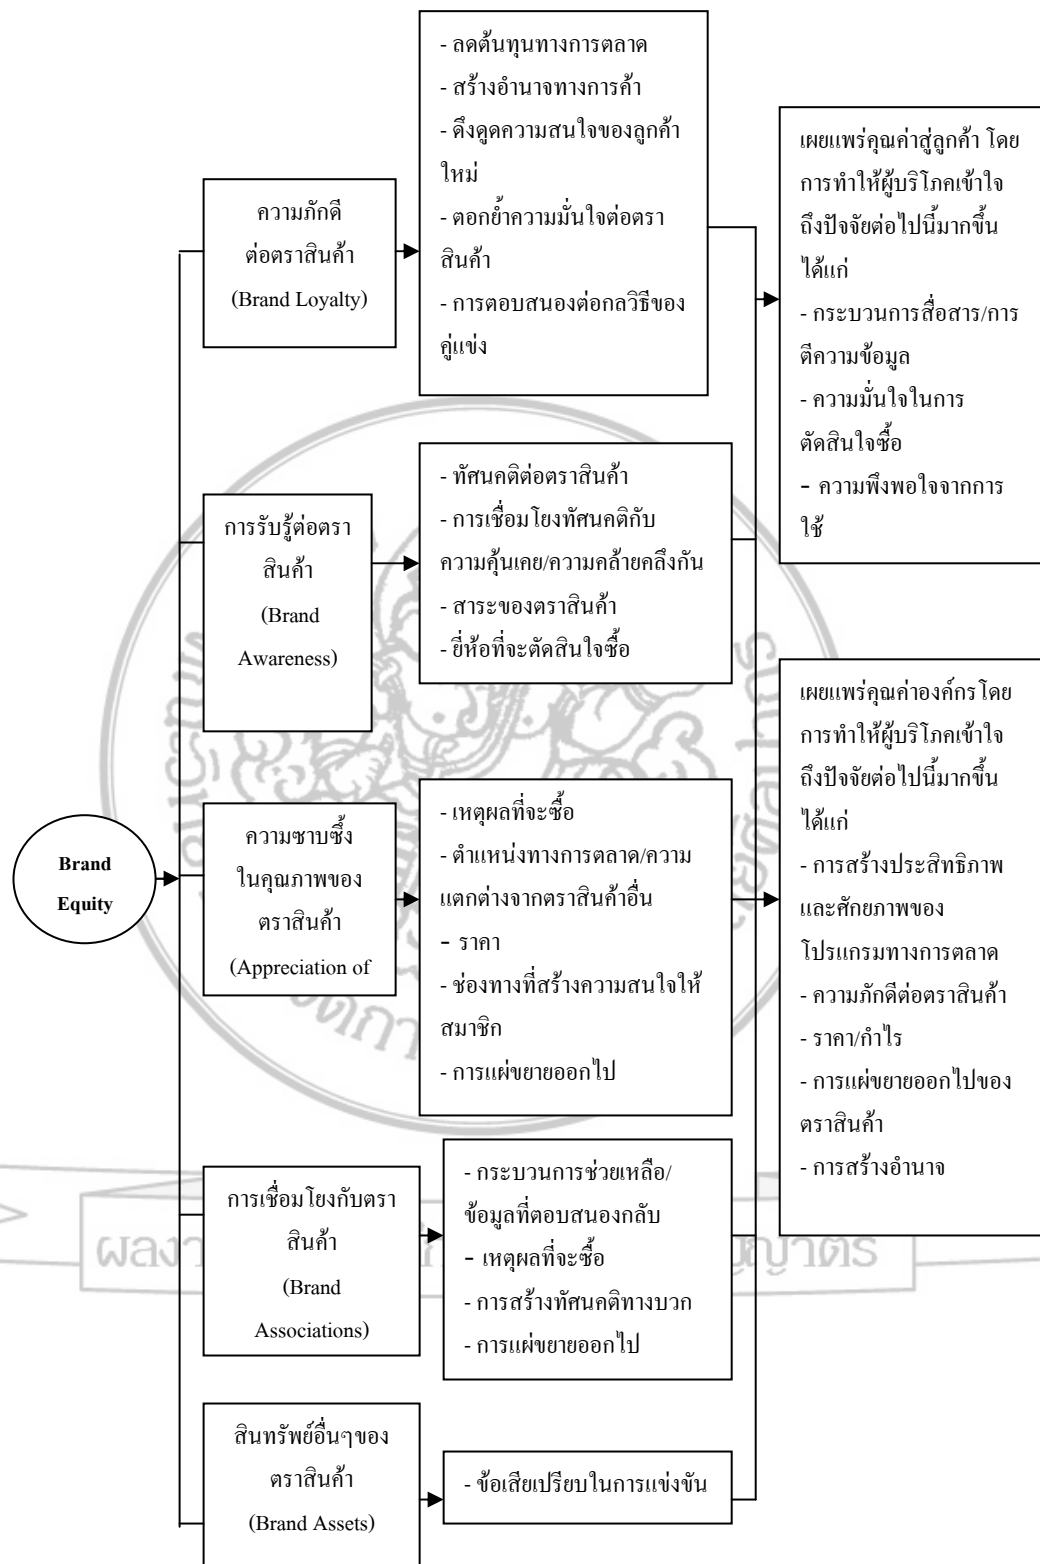 Brand
Equity
ความภักดี
ต่อตราสินค้า
(Brand Loyalty)
- ลดต้นทุนทางการตลาด
- สร้างอำนาจทางการค้า
- ดึงดูดความสนใจของลูกค้า
ใหม่
- ตอกย้ำความมั่นใจต่อตรา
สินค้า
- การตอบสนองต่อกลวิธีของ
คู่แข่ง
การรับรู้ต่อตรา
สินค้า
(Brand
Awareness)
- ทัศนคติต่อตราสินค้า
- การเชื่อมโยงทัศนคติกับ
ความคุ้นเคย/ความคล้ายคลึงกัน
- สาระของตราสินค้า
- ยี่ห้อที่จะตัดสินใจซื้อ
ความซาบซึ้ง
ในคุณภาพของ
ตราสินค้า
(Appreciation of
- เหตุผลที่จะซื้อ
- ตำแหน่งทางการตลาด/ความ
แตกต่างจากตราสินค้าอื่น
- ราคา
- ช่องทางที่สร้างความสนใจให้
สมาชิก
- การแผ่ขยายออกไป
การเชื่อมโยงกับตรา
สินค้า
(Brand
Associations)
- กระบวนการช่วยเหลือ/
ข้อมูลที่ตอบสนองกลับ
- เหตุผลที่จะซื้อ
- การสร้างทัศนคติทางบวก
- การแผ่ขยายออกไป
สินทรัพย์อื่นๆของ
ตราสินค้า
(Brand Assets)
- ข้อเสียเปรียบในการแข่งขัน
เผยแพร่คุณค่าสู่ลูกค้า โดย
การทำให้ผู้บริโภคเข้าใจ
ถึงปัจจัยต่อไปนี้มากขึ้น
ได้แก่
- กระบวนการสื่อสาร/การ
ตีความข้อมูล
- ความมั่นใจในการ
ตัดสินใจซื้อ
- ความพึงพอใจจากการ
ใช้
เผยแพร่คุณค่าองค์กร โดย
การทำให้ผู้บริโภคเข้าใจ
ถึงปัจจัยต่อไปนี้มากขึ้น
ได้แก่
- การสร้างประสิทธิภาพ
และศักยภาพของ
โปรแกรมทางการตลาด
- ความภักดีต่อตราสินค้า
- ราคา/กำไร
- การแผ่ขยายออกไปของ
ตราสินค้า
- การสร้างอำนาจ